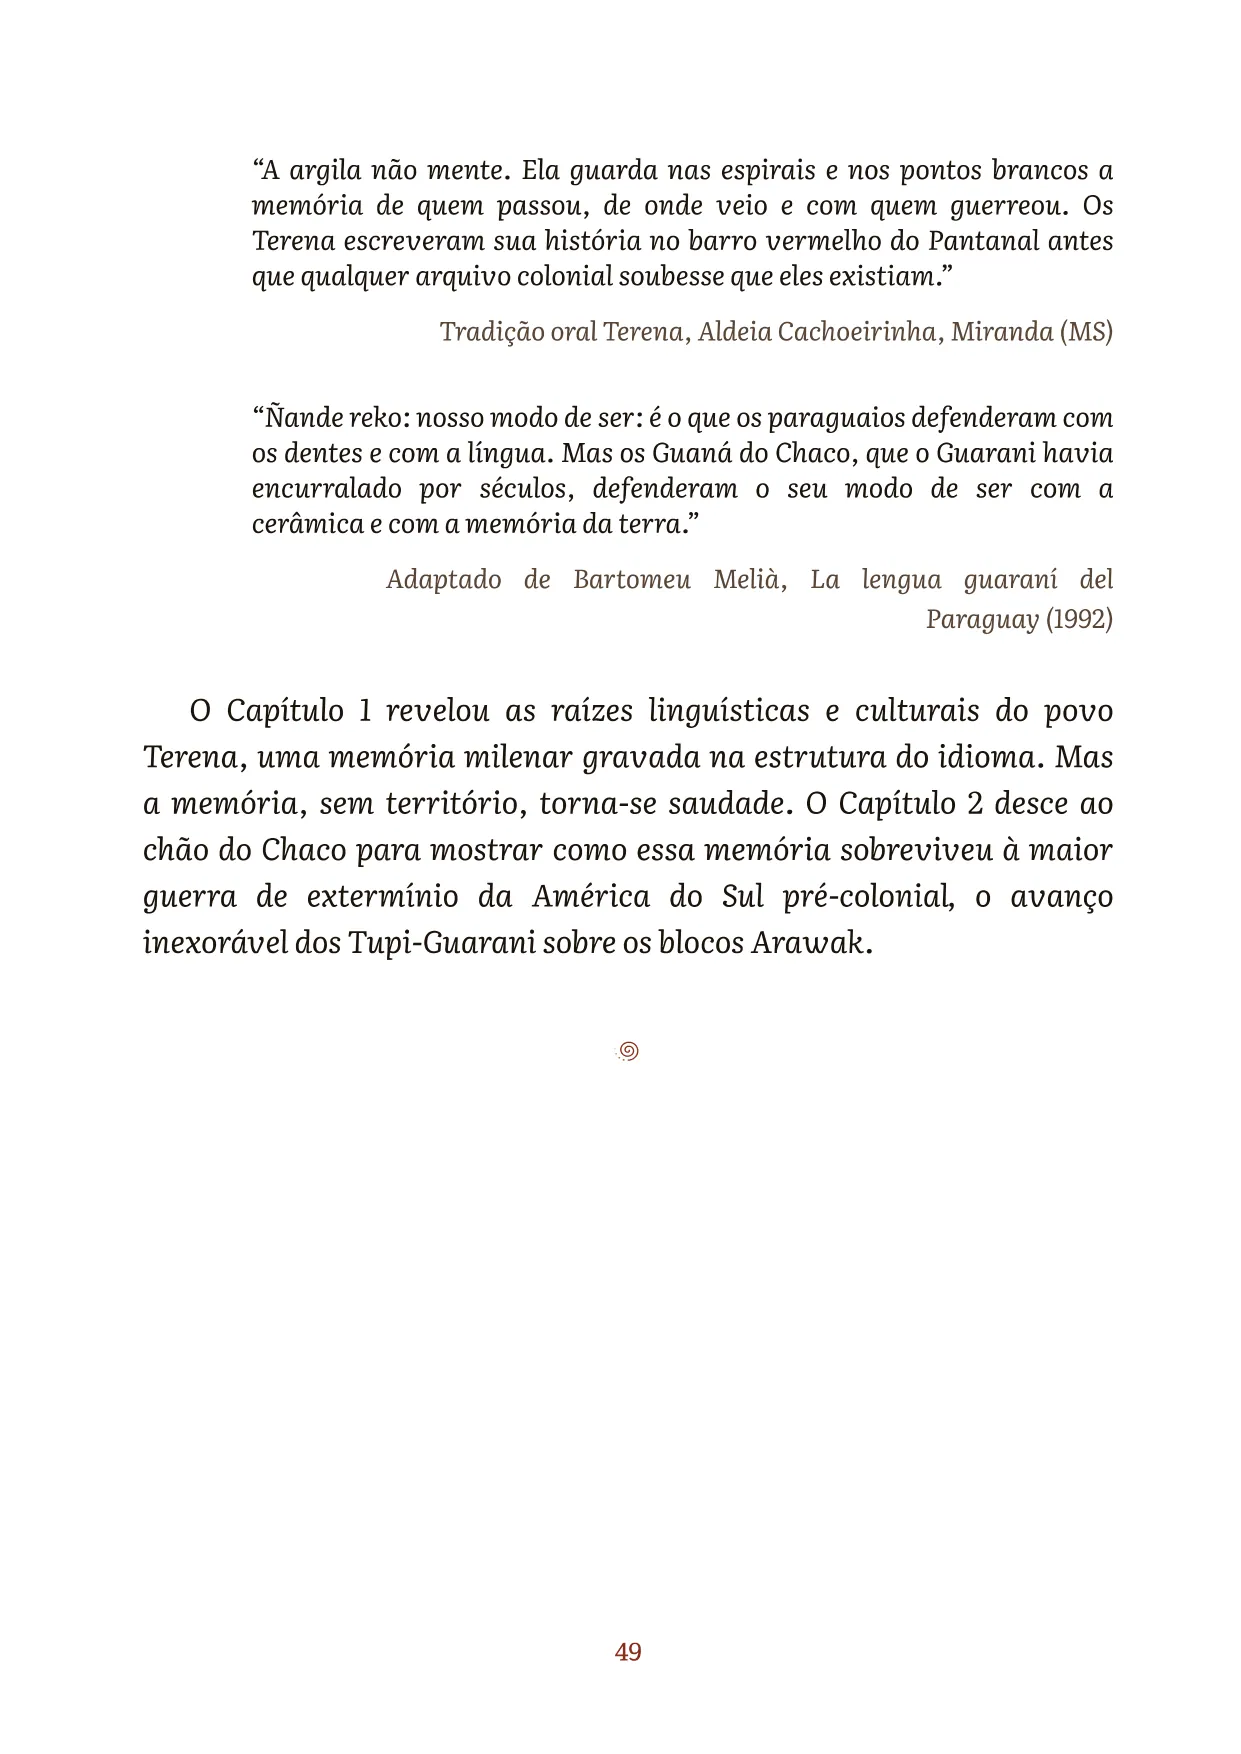 “A argila não mente. Ela guarda nas espirais e nos pontos brancos a
memória de quem passou, de onde veio e com quem guerreou. Os
Terena escreveram sua história no barro vermelho do Pantanal antes
que qualquer arquivo colonial soubesse que eles existiam.”
Tradição oral Terena, Aldeia Cachoeirinha, Miranda (MS)
“Ñande reko: nosso modo de ser: é o que os paraguaios defenderam com
os dentes e com a língua. Mas os Guaná do Chaco, que o Guarani havia
encurralado por séculos, defenderam o seu modo de ser com a
cerâmica e com a memória da terra.”
Adaptado de Bartomeu Melià, La lengua guaraní del
Paraguay (1992)
O Capítulo 1 revelou as raízes linguísticas e culturais do povo
Terena, uma memória milenar gravada na estrutura do idioma. Mas
a memória, sem território, torna-se saudade. O Capítulo 2 desce ao
chão do Chaco para mostrar como essa memória sobreviveu à maior
guerra de extermínio da América do Sul pré-colonial, o avanço
inexorável dos Tupi-Guarani sobre os blocos Arawak.
49